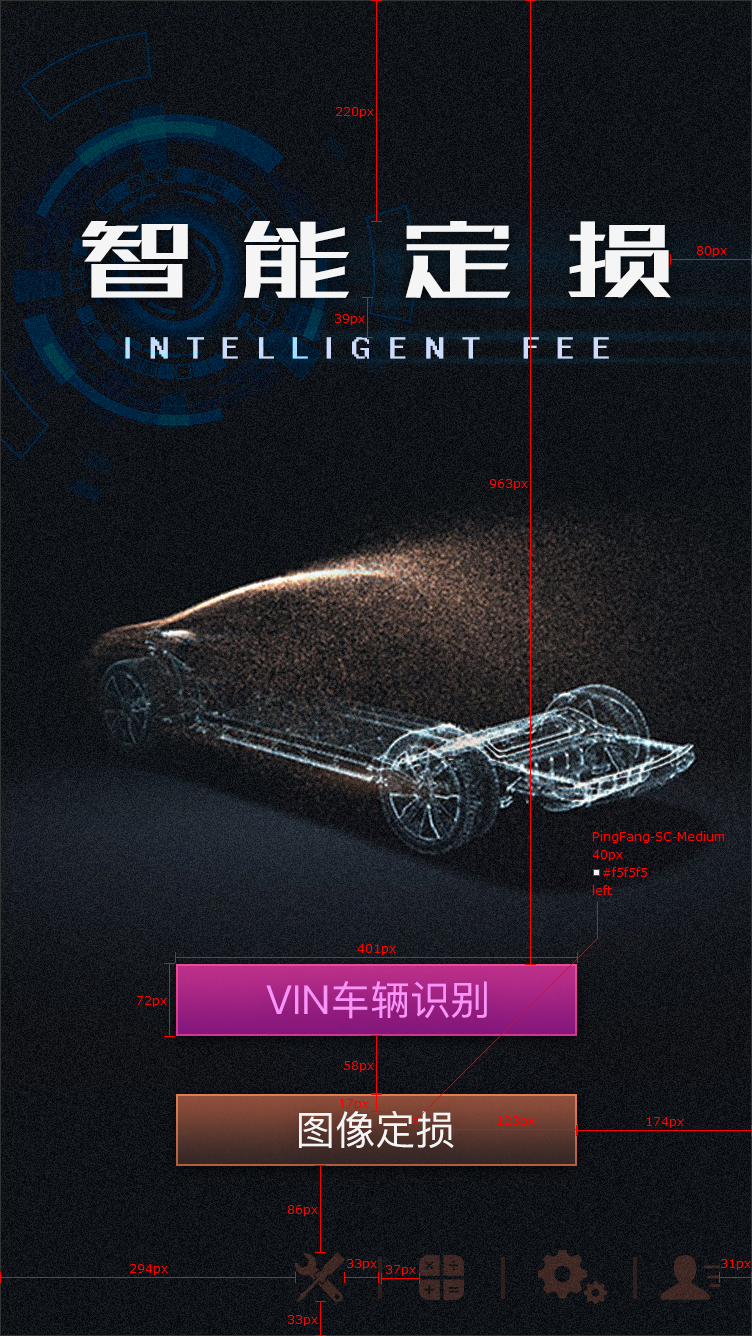 220px
智能定损
80px
39px
INTELLIGENT FEE
963px
PingFang-SC-Medium
40px
#f5f5f5
left
401px
72px
VIN车辆识别
58px
17px
图像定损
174px
86px
294px
33px
37px
31px
33px